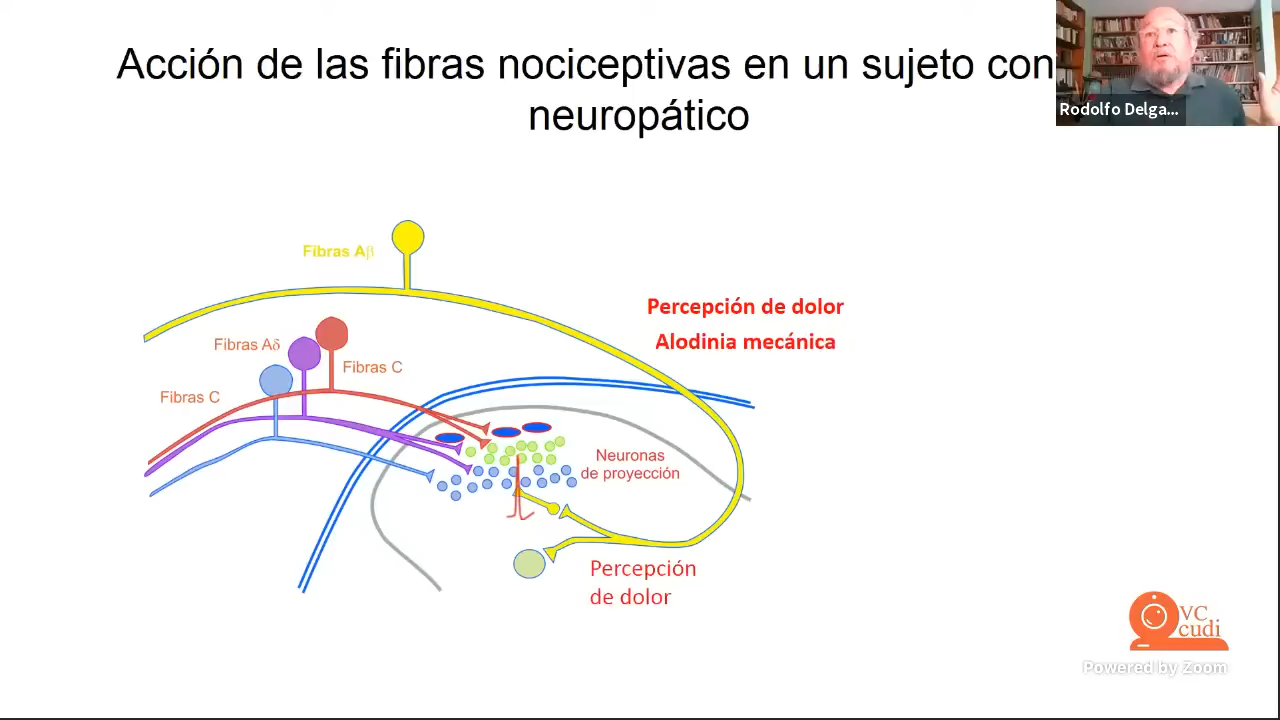 Acción de las fibras nociceptivas en un sujeto con
neuropático
Rodolfo Delga...
Fibras Aβ
Percepción de dolor
Alodinia mecánica
Fibras Aδ
Fibras C
Fibras C
Neuronas
de proyección
Percepción
de dolor
VC
cudi
Powered by Zoom